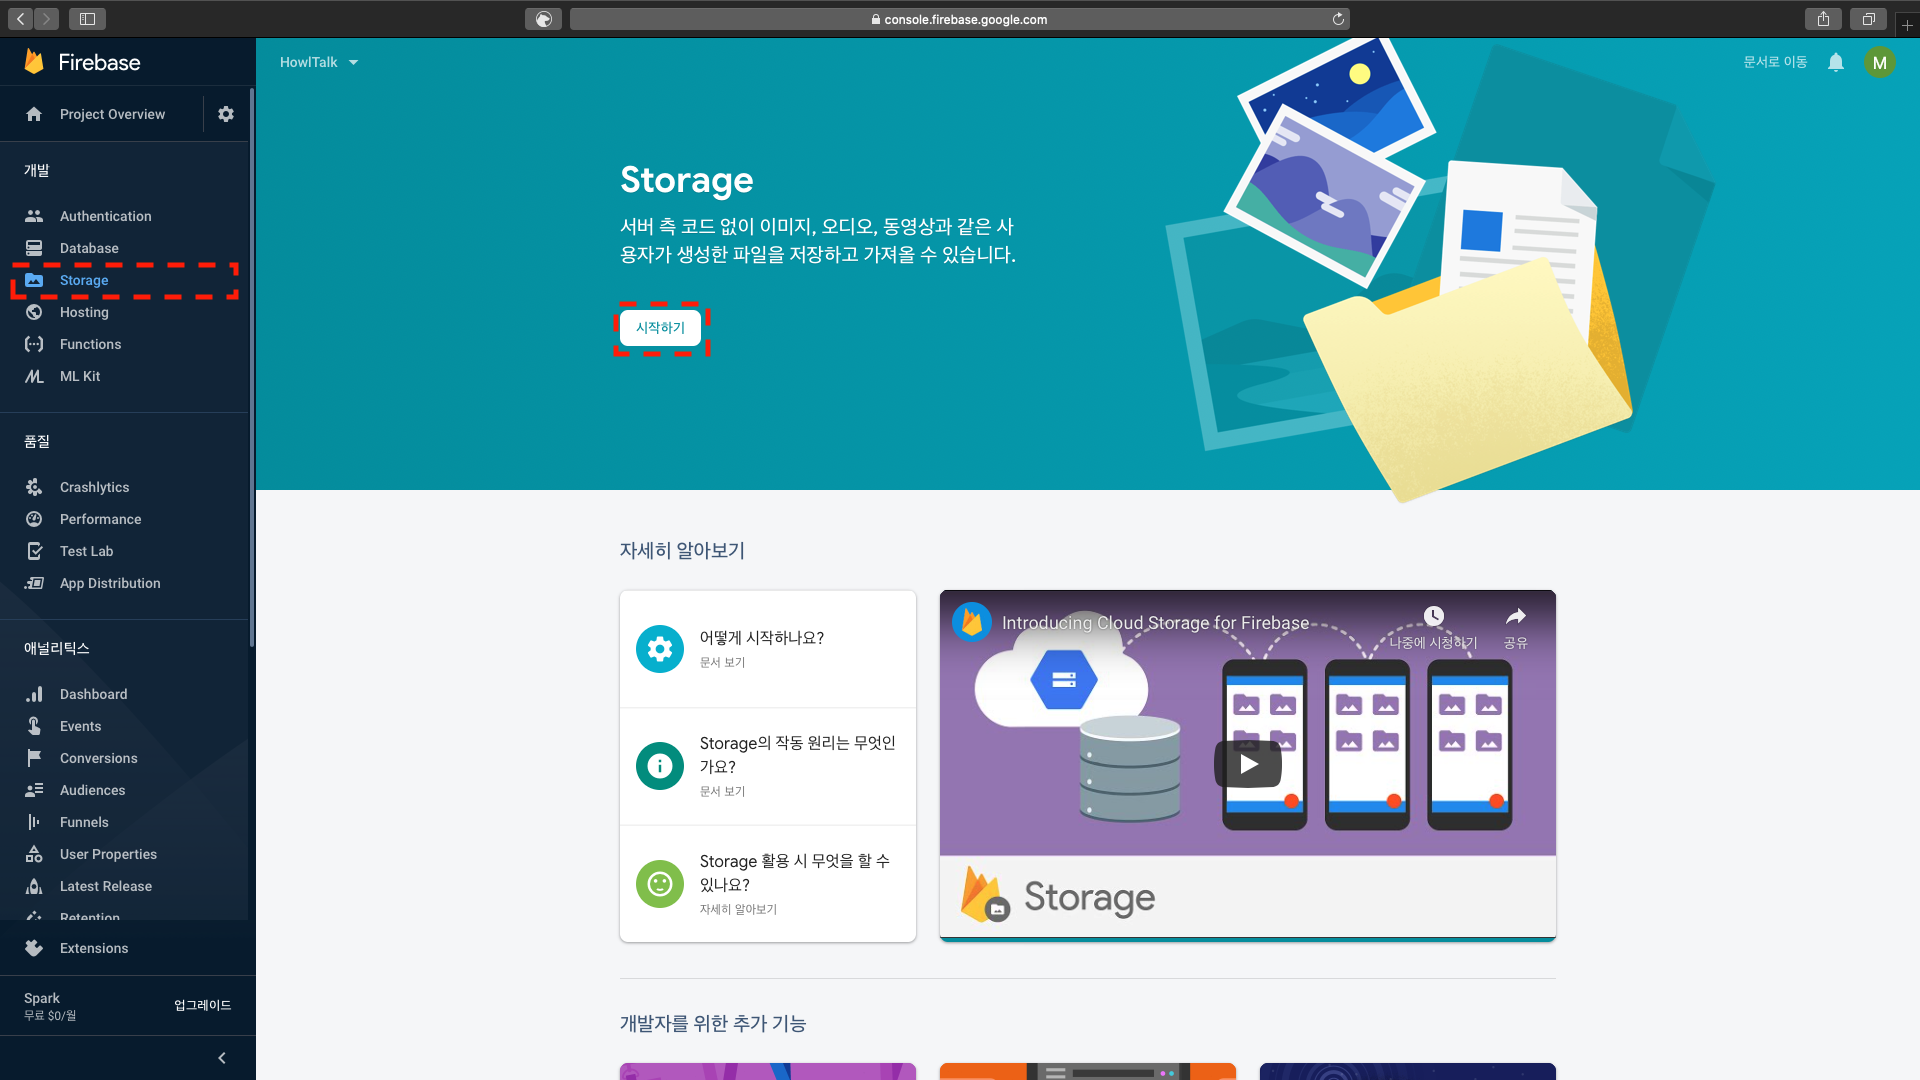 console.firebase.google.com
Firebase
Project Overview
개발
Authentication
Database
Storage
Hosting
Functions
ML Kit
품질
Crashlytics
Performance
Test Lab
App Distribution
애널리틱스
Dashboard
Events
Conversions
Audiences
Funnels
User Properties
Latest Release
Retention
Extensions
Spark
무료 $0/월
업그레이드
HowlTalk
문서로 이동
M
Storage
서버 측 코드 없이 이미지, 오디오, 동영상과 같은 사
용자가 생성한 파일을 저장하고 가져올 수 있습니다.
시작하기
자세히 알아보기
어떻게 시작하나요?
문서 보기
Storage의 작동 원리는 무엇인
가요?
문서 보기
Storage 활용 시 무엇을 할 수
있나요?
자세히 알아보기
Introducing Cloud Storage for Firebase
나중에 시청하기
공유
Storage
개발자를 위한 추가 기능